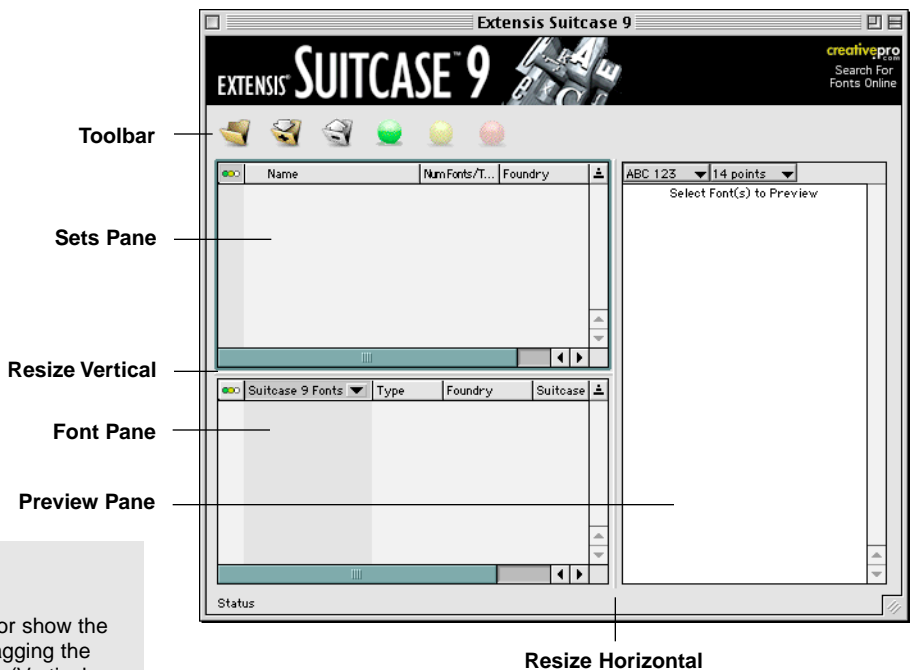 Extensis Suitcase 9
EXTENSIS® SUITCASE™ 9
creativepro
.com
Search For
Fonts Online
Toolbar
Name
Num Fonts/T... Foundry
ABC 123
14 points
Select Font(s) to Preview
Sets Pane
Resize Vertical
Suitcase 9 Fonts
Type
Foundry
Suitcase
Font Pane
Preview Pane
Status
or show the
agging the
Resize Horizontal